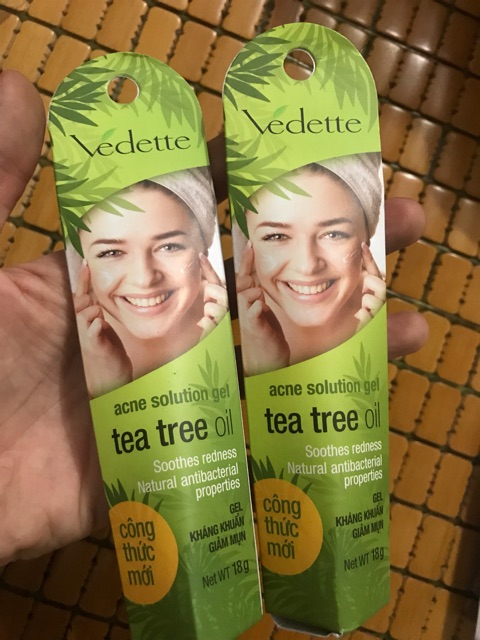 Vedette
acne solution gel
tea tree oil
Soothes redness
Natural antibacterial
properties
GEL
KHÁNG KHUẨN
GIẢM MỤN
công
thức
mới
Net WT 18g
Vedette
acne solution gel
tea tree oil
Soothes redness
Natural antibacterial
properties
GEL
KHÁNG KHUẨN
GIẢM MỤN
công
thức
mới
Net WT 18g